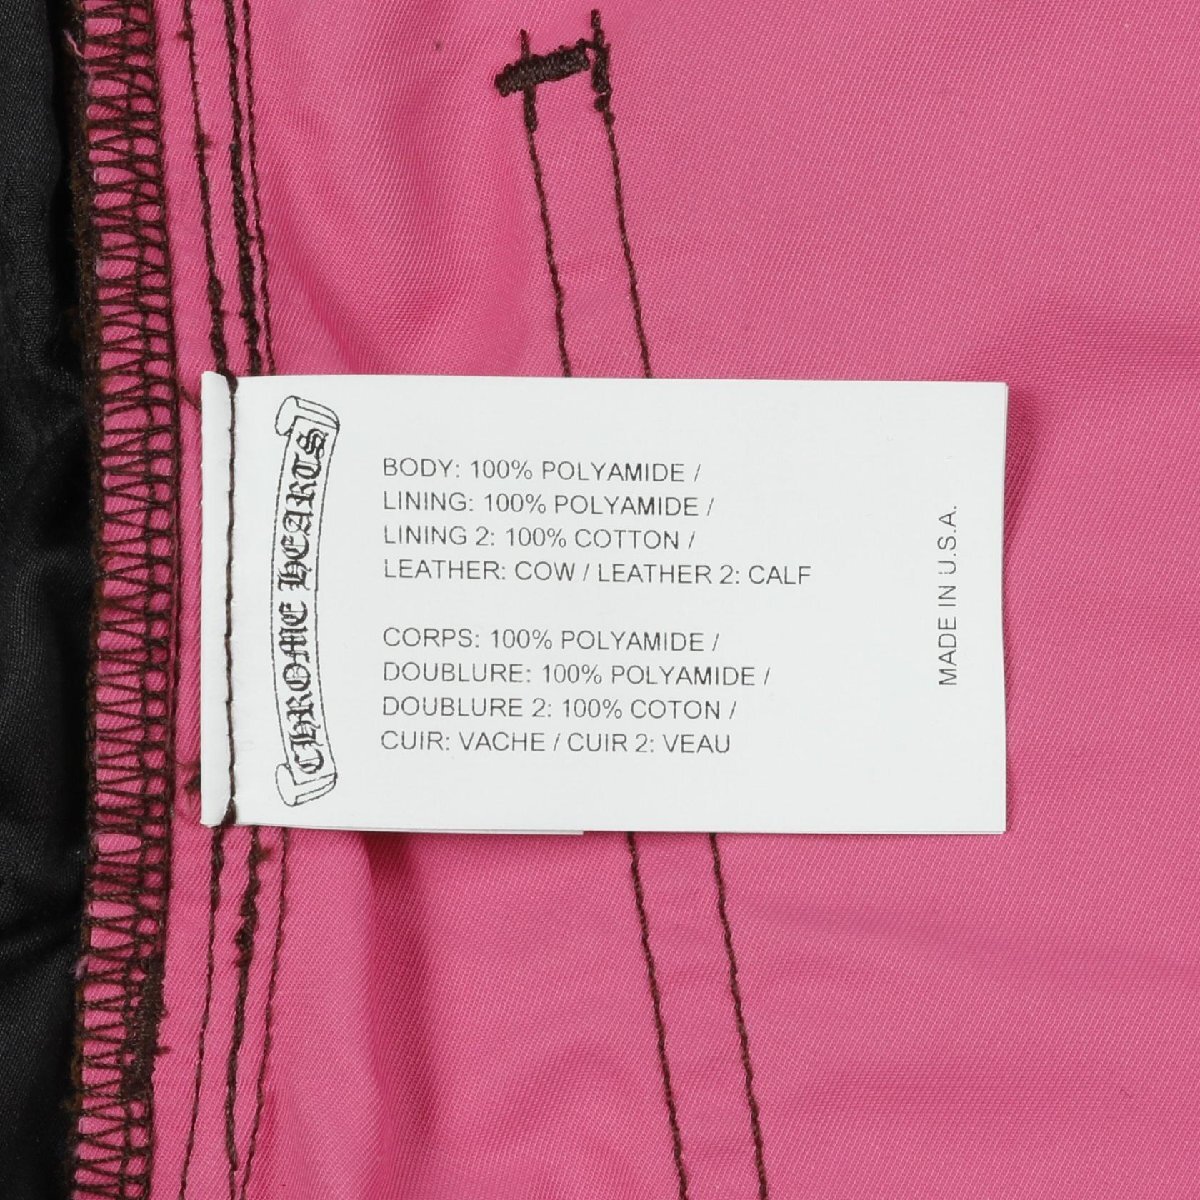 CHROME HEARTS
BODY: 100% POLYAMIDE /
LINING: 100% POLYAMIDE /
LINING 2: 100% COTTON /
LEATHER: COW / LEATHER 2: CALF
CORPS: 100% POLYAMIDE /
DOUBLURE: 100% POLYAMIDE /
DOUBLURE 2: 100% COTON /
CUIR: VACHE / CUIR 2: VEAU
MADE IN U.S.A.